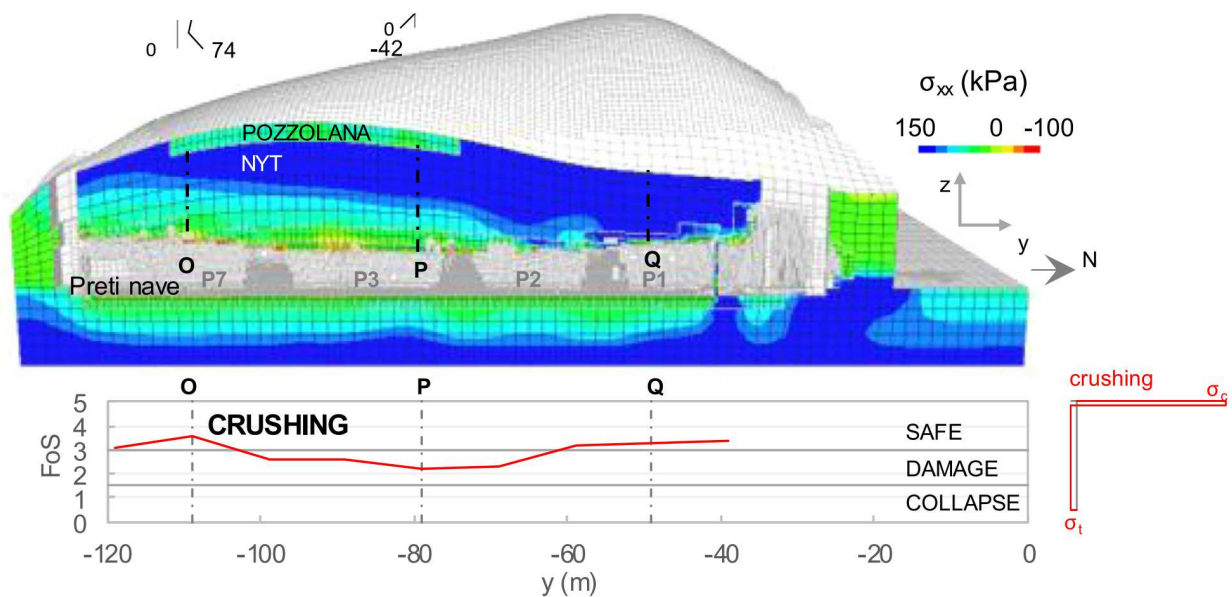 0
74
0
-42
σxx (kPa)
150 0 -100
POZZOLANA
NYT
z
y
N
O
P
Q
P7 P3 P2 P1
Preti nave
O P Q
crushing
σc
σt
5
4
3
2
1
0
FoS
CRUSHING
SAFE
DAMAGE
COLLAPSE
-120 -100 -80 -60 -40 -20 0
y (m)